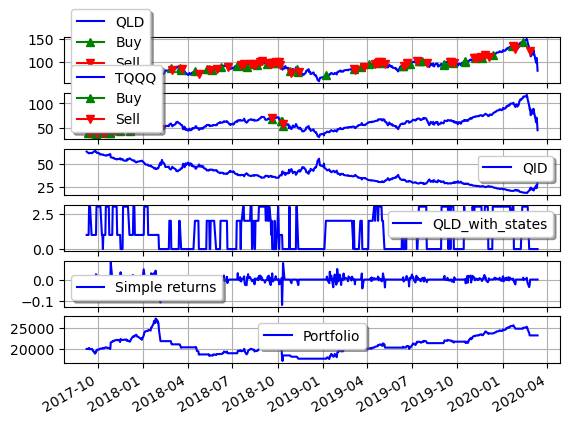 QLD
Buy
Sell
150
100
TQQQ
Buy
Sell
100
50
QID
50
25
QLD_with_states
2.5
0.0
Simple returns
0.0
−0.1
Portfolio
25000
20000
2017-10 2018-01 2018-04 2018-07 2018-10 2019-01 2019-04 2019-07 2019-10 2020-01 2020-04